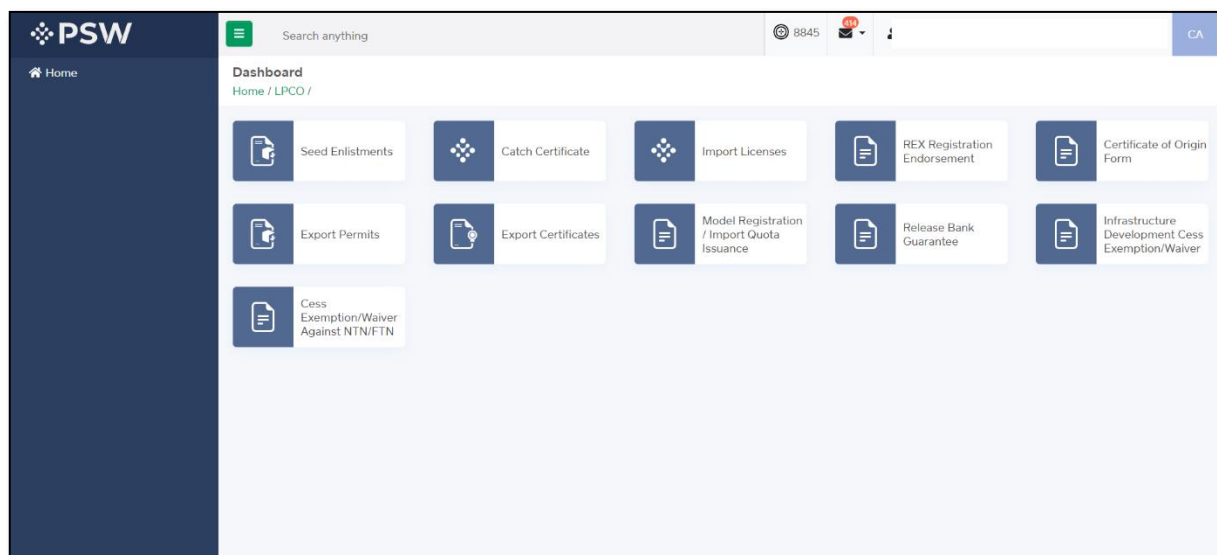 PSW
Search anything
8845
414
CA
Home
Dashboard
Home / LPCO /
Seed Enlistments
Catch Certificate
Import Licenses
REX Registration
Endorsement
Certificate of Origin
Form
Export Permits
Export Certificates
Model Registration
/ Import Quota
Issuance
Release Bank
Guarantee
Infrastructure
Development Cess
Exemption/Waiver
Cess
Exemption/Waiver
Against NTN/FTN